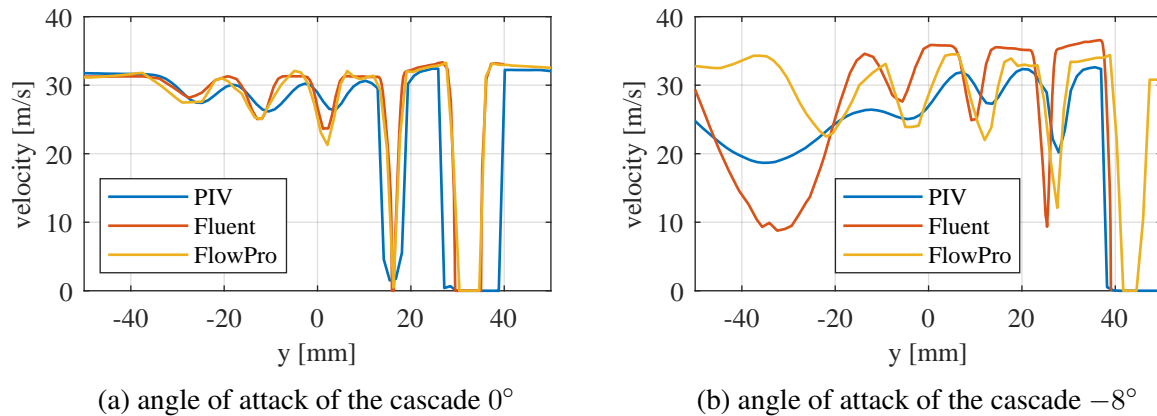 40
30
20
10
0
velocity [m/s]
PIV
Fluent
FlowPro
-40 -20 0 20 40
y [mm]
(a) angle of attack of the cascade 0°
40
30
20
10
0
velocity [m/s]
PIV
Fluent
FlowPro
-40 -20 0 20 40
y [mm]
(b) angle of attack of the cascade −8°